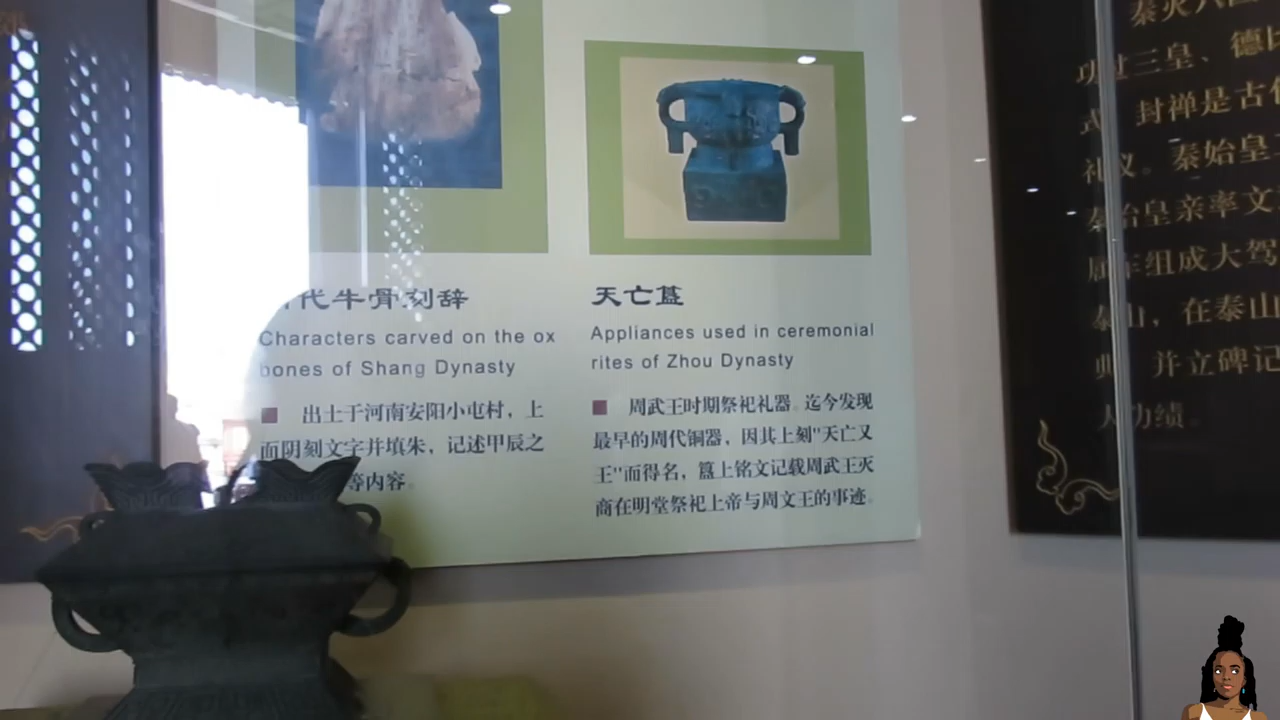 代牛骨刻辞
Characters carved on the ox
bones of Shang Dynasty
■ 出土于河南安阳小屯村，上
面阴刻文字并填朱，记述甲辰之
等内容。
天亡簋
Appliances used in ceremonial
rites of Zhou Dynasty
■ 周武王时期祭祀礼器。迄今发现
最早的周代铜器，因其上刻"天亡又
王"而得名，簋上铭文记载周武王灭
商在明堂祭祀上帝与周文王的事迹。
三皇、德
封禅是古
秦始皇
始皇亲率文
车组成大驾
山，在泰山
并立碑记
功绩。